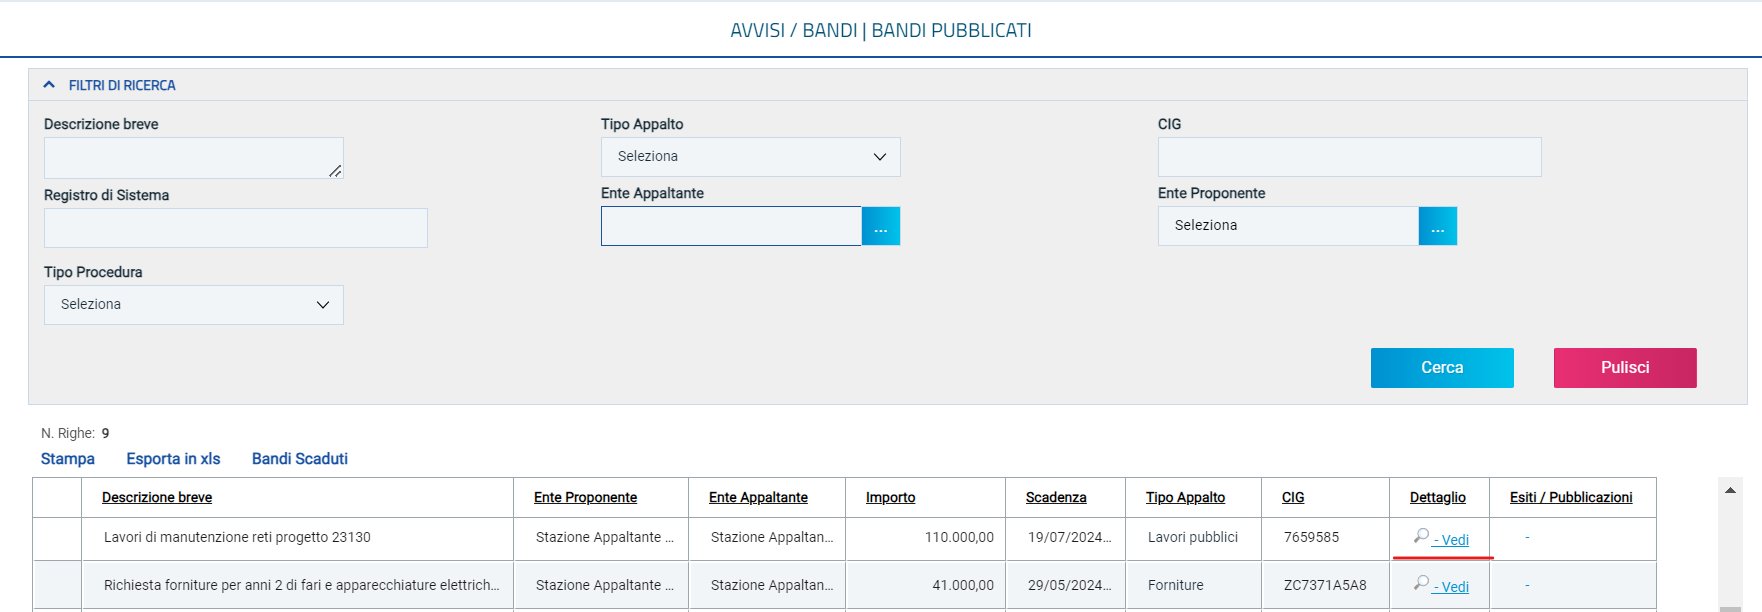 AVVISI / BANDI | BANDI PUBBLICATI
FILTRI DI RICERCA
Descrizione breve Tipo Appalto CIG
Seleziona
Registro di Sistema Ente Appaltante Ente Proponente
... Seleziona ...
Tipo Procedura
Seleziona
Cerca Pulisci
N. Righe: 9
Stampa Esporta in xls Bandi Scaduti
Descrizione breve Ente Proponente Ente Appaltante Importo Scadenza Tipo Appalto CIG Dettaglio Esiti / Pubblicazioni
Lavori di manutenzione reti progetto 23130 Stazione Appaltante ... Stazione Appaltan... 110.000,00 19/07/2024... Lavori pubblici 7659585 - Vedi -
Richiesta forniture per anni 2 di fari e apparecchiature elettrich... Stazione Appaltante ... Stazione Appaltan... 41.000,00 29/05/2024... Forniture ZC7371A5A8 - Vedi -